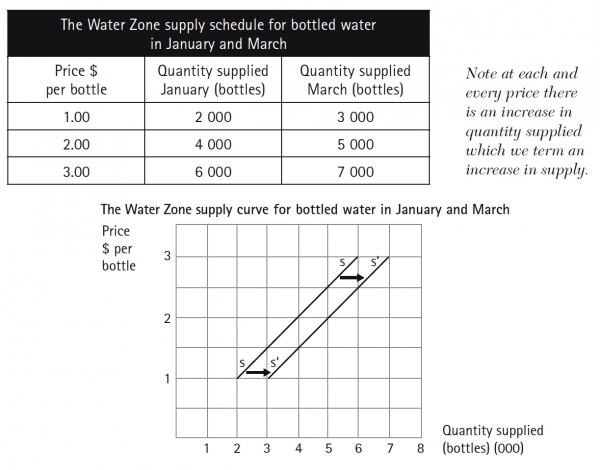 The Water Zone supply schedule for bottled water
in January and March
Price $
per bottle
Quantity supplied
January (bottles)
Quantity supplied
March (bottles)
1.00
2 000
3 000
2.00
4 000
5 000
3.00
6 000
7 000
Note at each and
every price there
is an increase in
quantity supplied
which we term an
increase in supply.
The Water Zone supply curve for bottled water in January and March
Price
$ per
bottle
3
2
1
s
s'
s
s'
1 2 3 4 5 6 7 8
Quantity supplied
(bottles) (000)